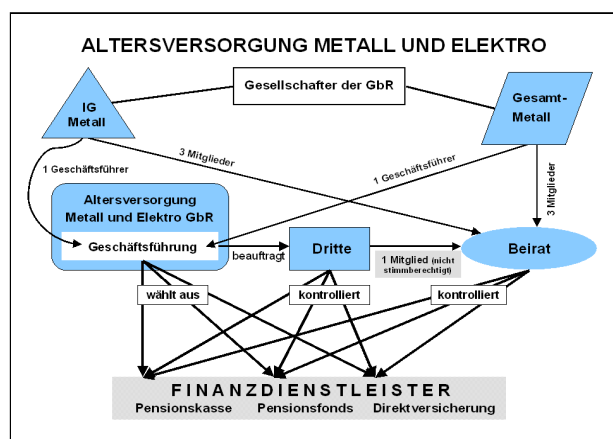 ALTERSVERSORGUNG METALL UND ELEKTRO
Gesellschafter der GbR
IG
Metall
Gesamt-
Metall
3 Mitglieder
1 Geschäftsführer
1 Geschäftsführer
3 Mitglieder
Altersversorgung
Metall und Elektro GbR
Geschäftsführung
beauftragt
Dritte
1 Mitglied (nicht
stimmberechtigt)
Beirat
wählt aus
kontrolliert
kontrolliert
FINANZDIENSTLEISTER
Pensionskasse Pensionsfonds Direktversicherung